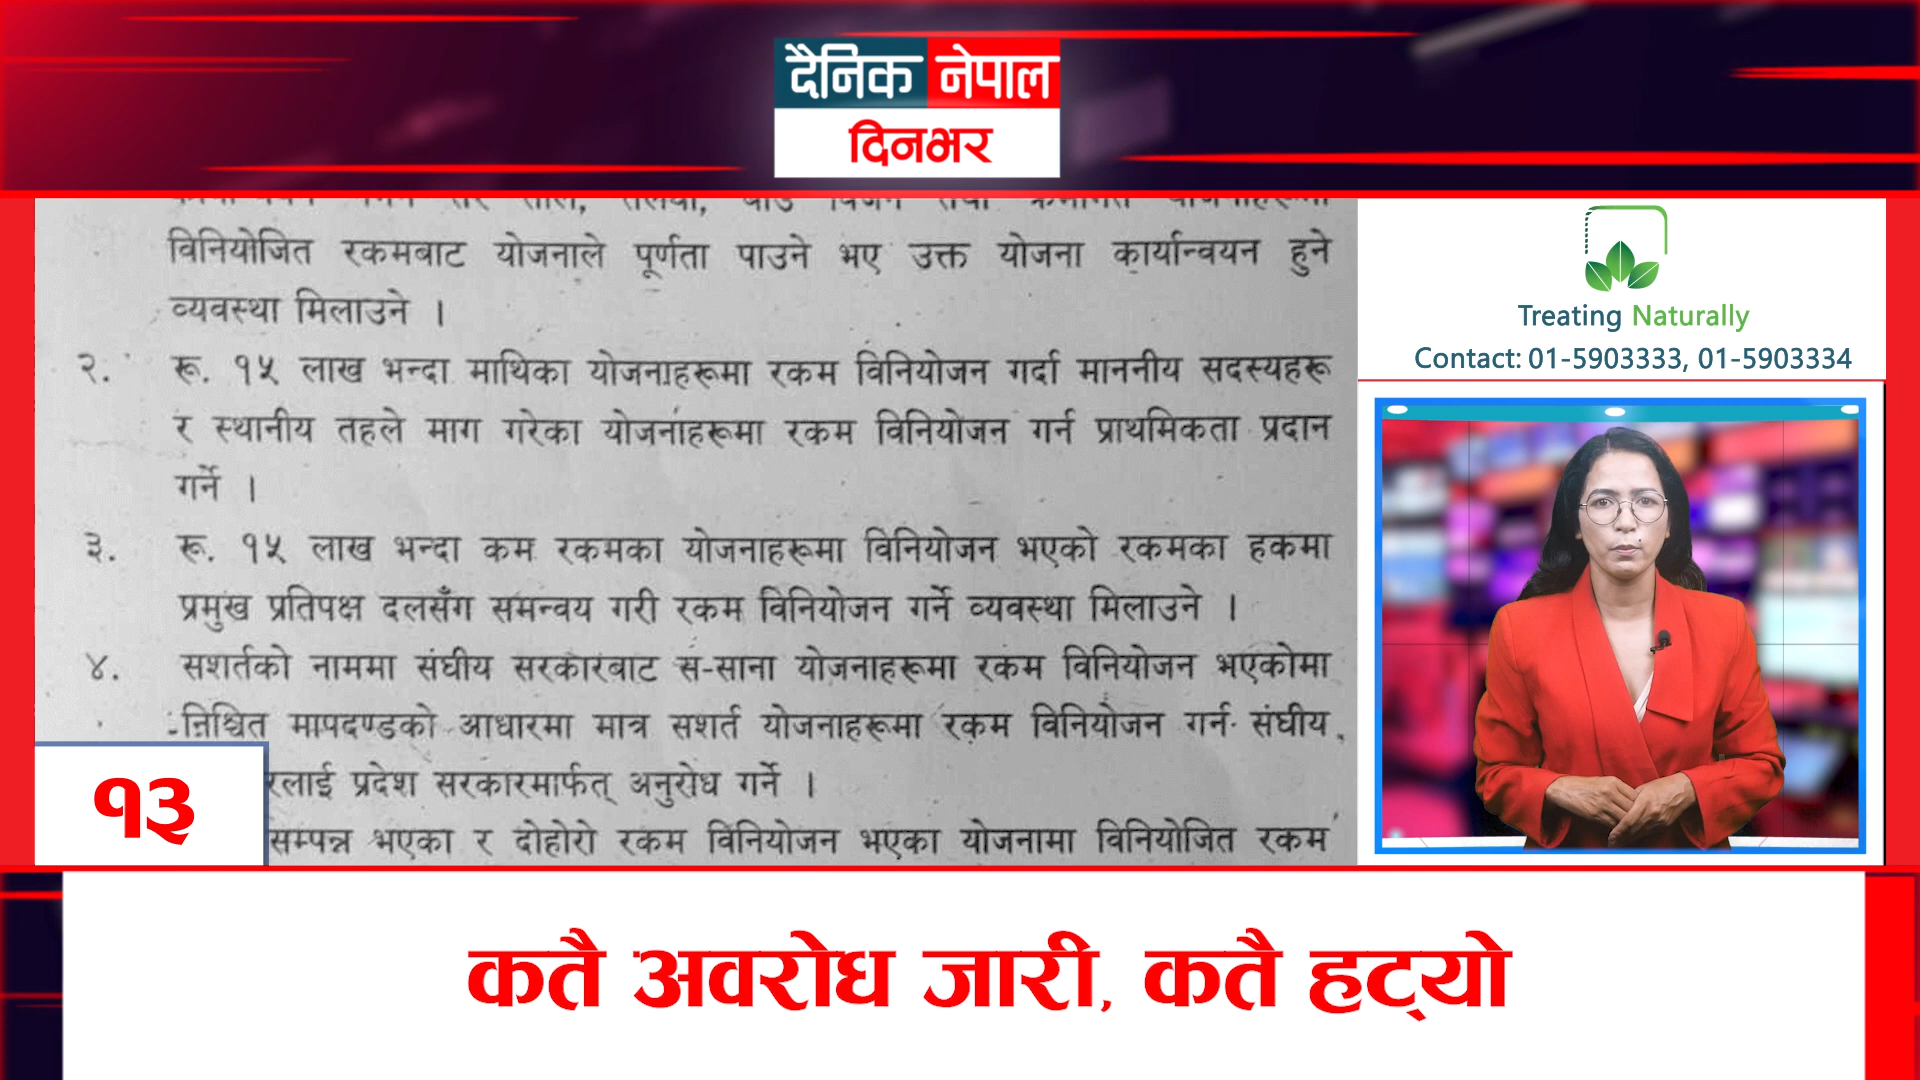 दैनिक नेपाल
दिनभर
विनियोजित रकमबाट योजनाले पूर्णता पाउने भए उक्त योजना कार्यान्वयन हुने
व्यवस्था मिलाउने ।
२. रू. १५ लाख भन्दा माथिका योजनाहरूमा रकम विनियोजन गर्दा माननीय सदस्यहरू
र स्थानीय तहले माग गरेका योजनाहरूमा रकम विनियोजन गर्न प्राथमिकता प्रदान
गर्ने ।
३. रू. १५ लाख भन्दा कम रकमका योजनाहरूमा विनियोजन भएको रकमका हकमा
प्रमुख प्रतिपक्ष दलसँग समन्वय गरी रकम विनियोजन गर्ने व्यवस्था मिलाउने ।
४. सशर्तको नाममा संघीय सरकारबाट स-साना योजनाहरूमा रकम विनियोजन भएकोमा
निश्चित मापदण्डको आधारमा मात्र सशर्त योजनाहरूमा रकम विनियोजन गर्न संघीय
रलाई प्रदेश सरकारमार्फत् अनुरोध गर्ने ।
सम्पन्न भएका र दोहोरो रकम विनियोजन भएका योजनामा विनियोजित रकम
१३
Treating Naturally
Contact: 01-5903333, 01-5903334
कतै अवरोध जारी, कतै हट्यो